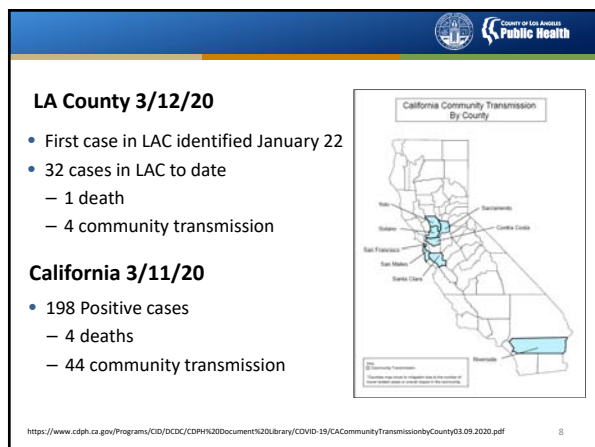 COUNTY OF LOS ANGELES
Public Health
LA County 3/12/20
• First case in LAC identified January 22
• 32 cases in LAC to date
– 1 death
– 4 community transmission
California 3/11/20
• 198 Positive cases
– 4 deaths
– 44 community transmission
California Community Transmission
By County
Yolo
Sacramento
Solano
Contra Costa
San Francisco
San Mateo
Santa Clara
Riverside
Community Transmission
https://www.cdph.ca.gov/Programs/CID/DCDC/CDPH%20Document%20Library/COVID-19/CACommunityTransmissionbyCounty03.09.2020.pdf
8